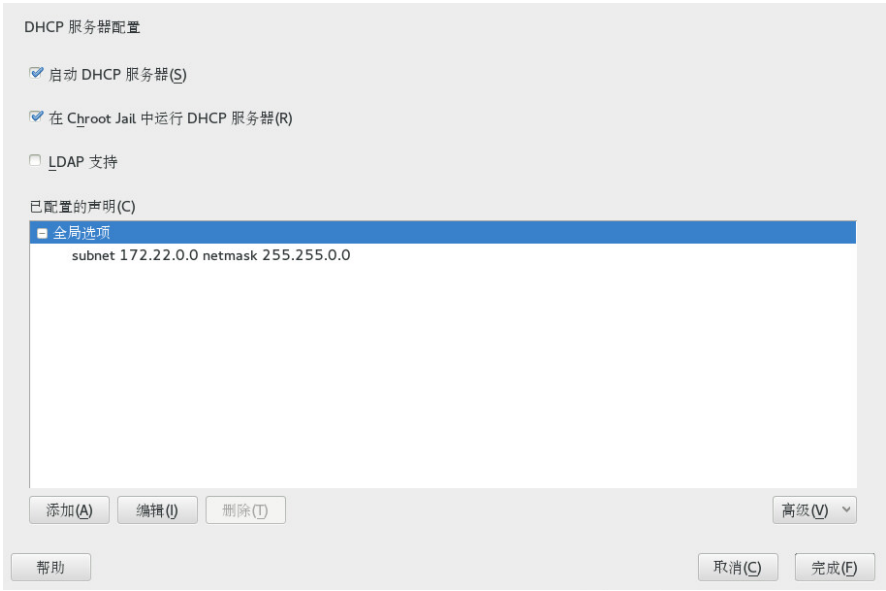 DHCP 服务器配置
启动 DHCP 服务器(S)
在 Chroot Jail 中运行 DHCP 服务器(R)
LDAP 支持
已配置的声明(C)
全局选项
subnet 172.22.0.0 netmask 255.255.0.0
添加(A) 编辑(I) 删除(T) 高级(V)
帮助 取消(C) 完成(F)